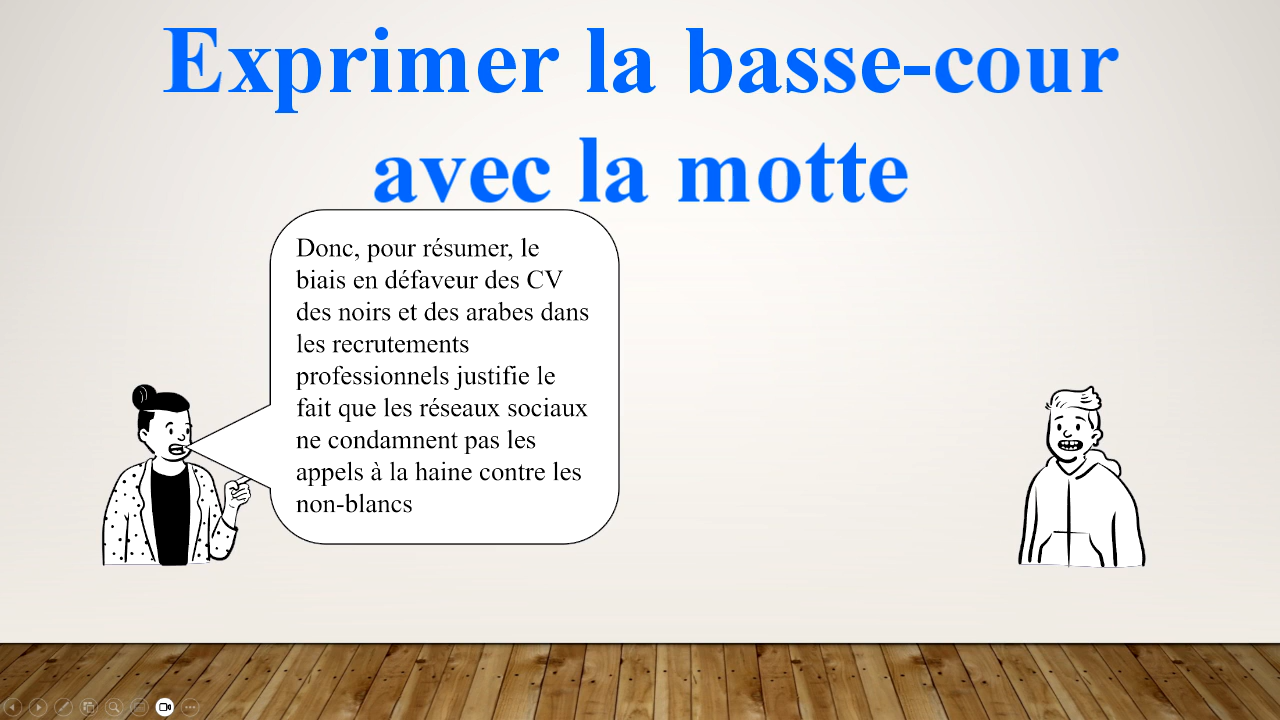 Exprimer la basse-cour
avec la motte
Donc, pour résumer, le
biais en défaveur des CV
des noirs et des arabes dans
les recrutements
professionnels justifie le
fait que les réseaux sociaux
ne condamnent pas les
appels à la haine contre les
non-blancs